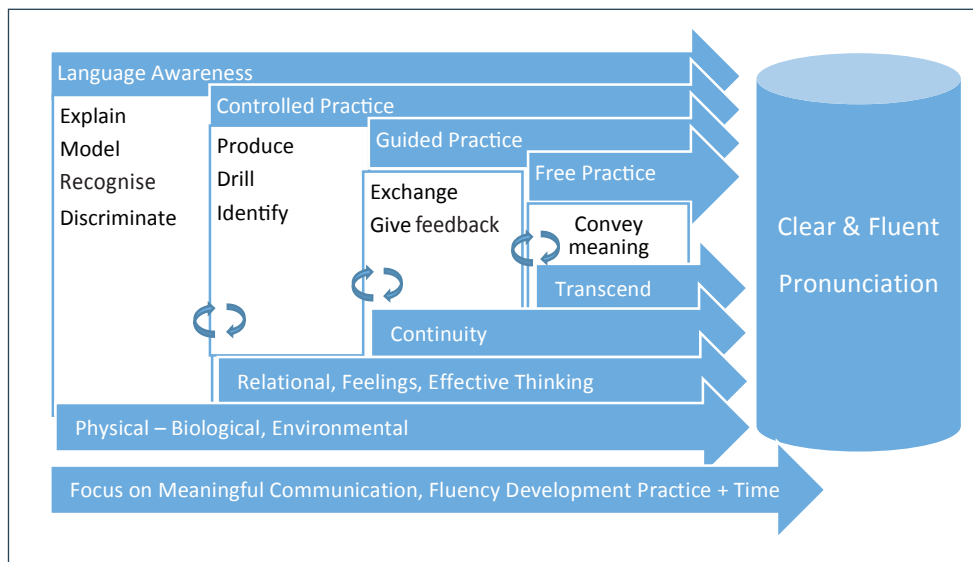 Language Awareness
Explain
Model
Recognise
Discriminate
Controlled Practice
Produce
Drill
Identify
Guided Practice
Exchange
Give feedback
Free Practice
Convey
meaning
Transcend
Continuity
Relational, Feelings, Effective Thinking
Physical – Biological, Environmental
Focus on Meaningful Communication, Fluency Development Practice + Time
Clear & Fluent
Pronunciation